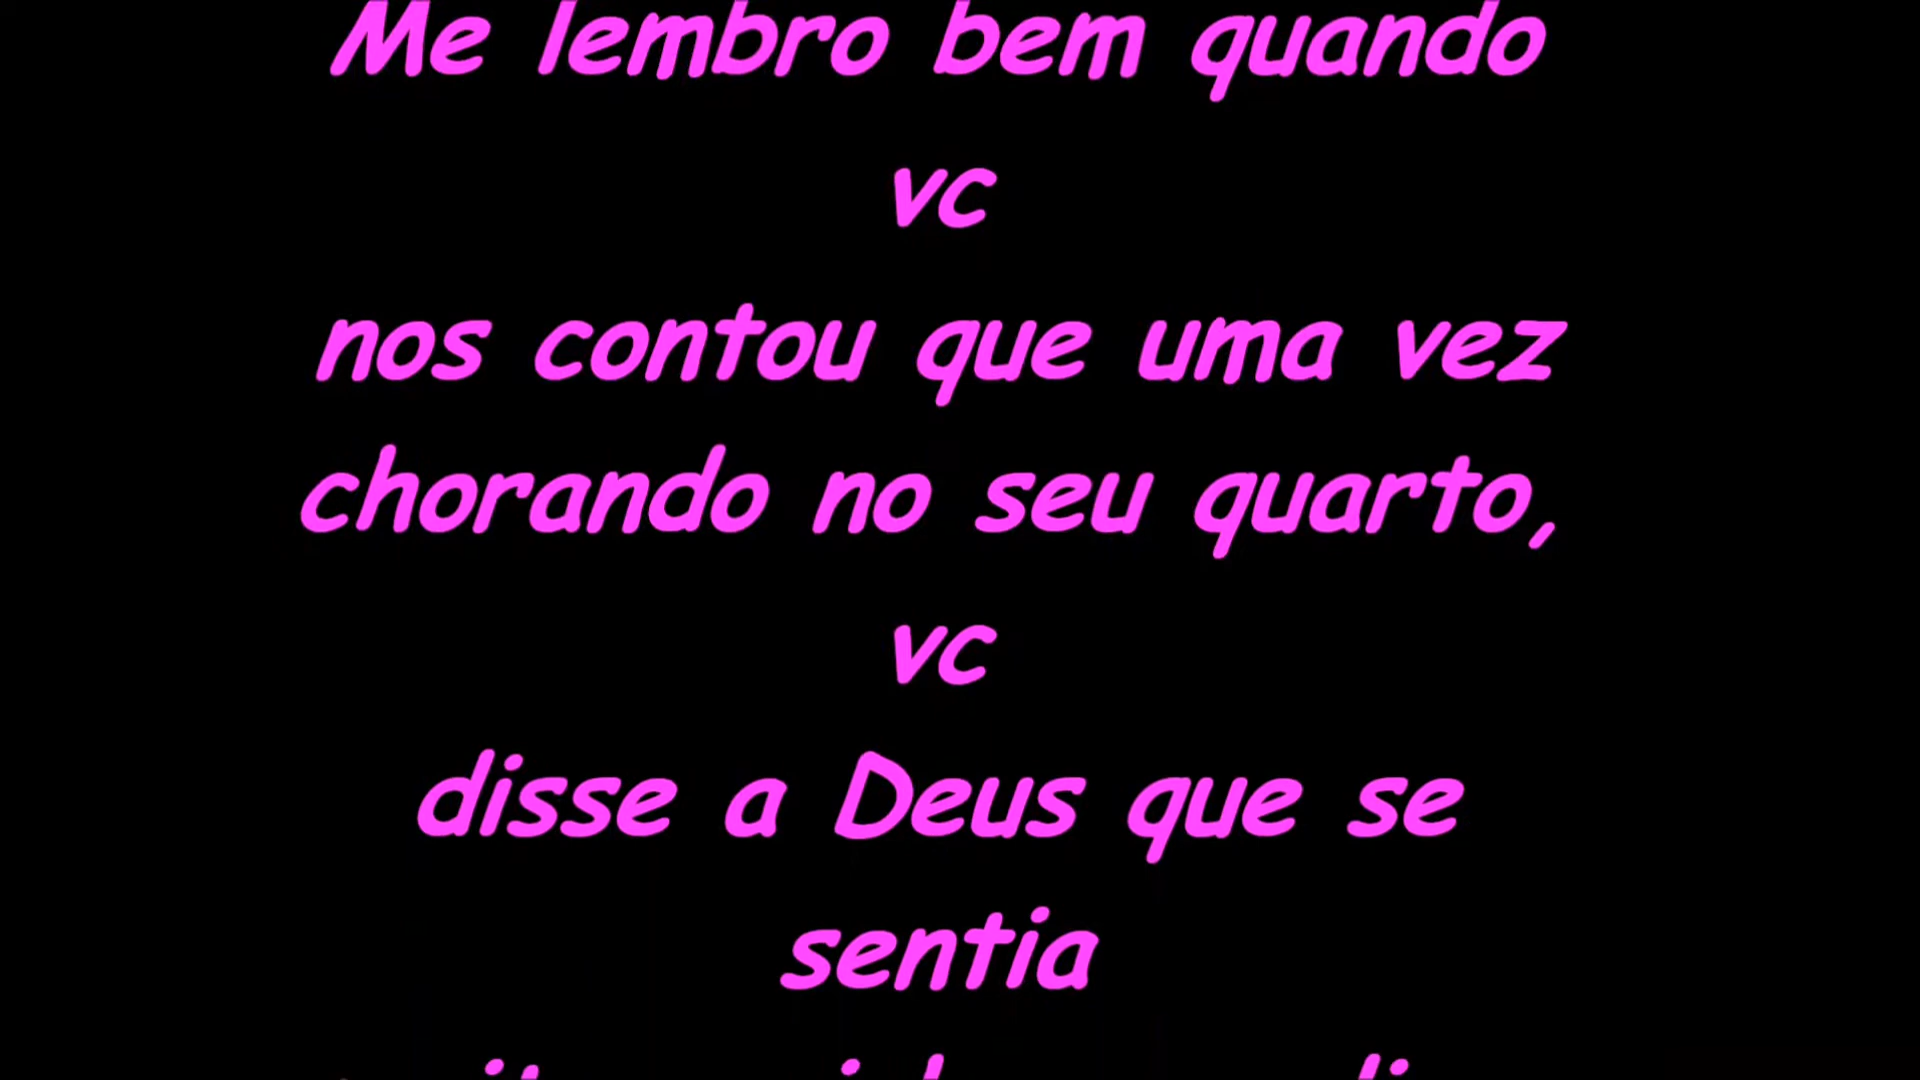 Me lembro bem quando
vc
nos contou que uma vez
chorando no seu quarto,
vc
disse a Deus que se
sentia